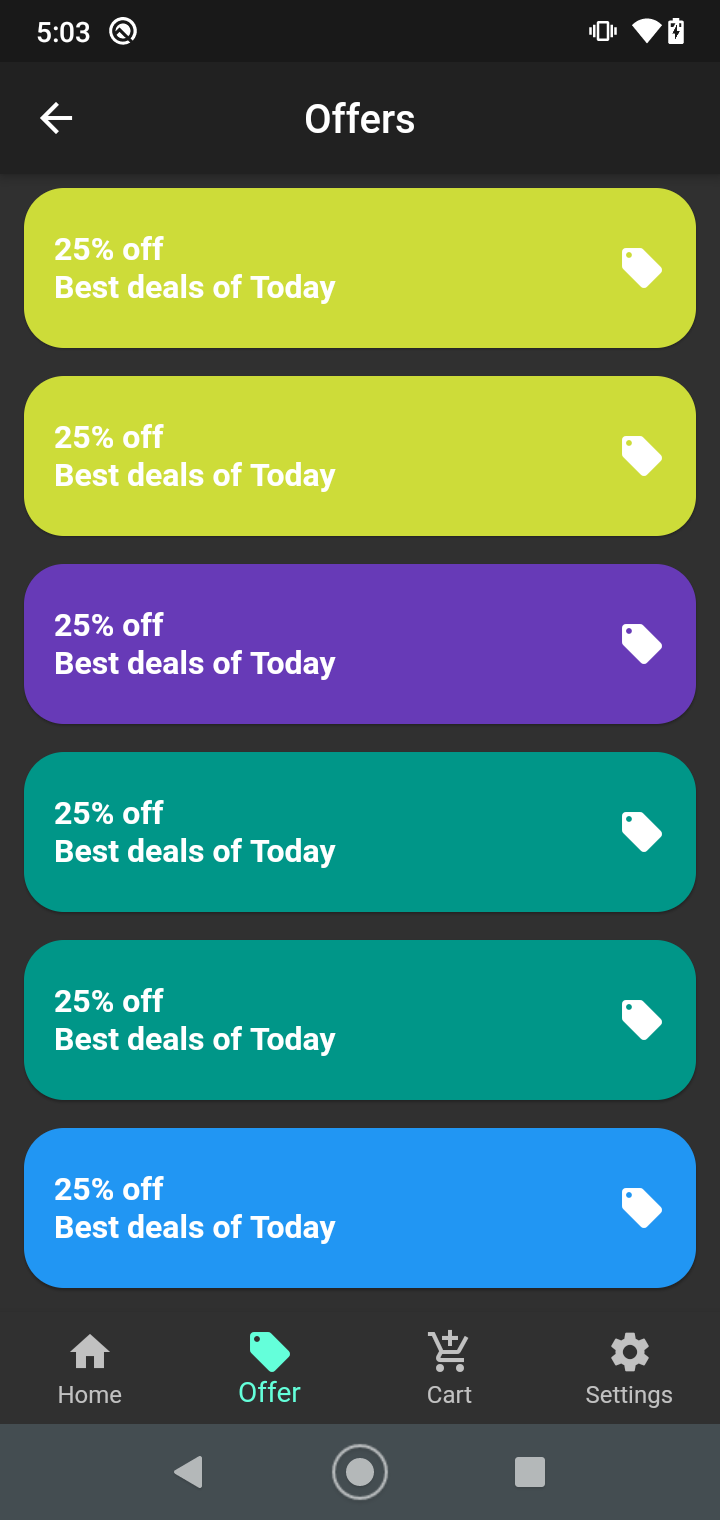 5:03
Offers
25% off
Best deals of Today
25% off
Best deals of Today
25% off
Best deals of Today
25% off
Best deals of Today
25% off
Best deals of Today
25% off
Best deals of Today
Home
Offer
Cart
Settings